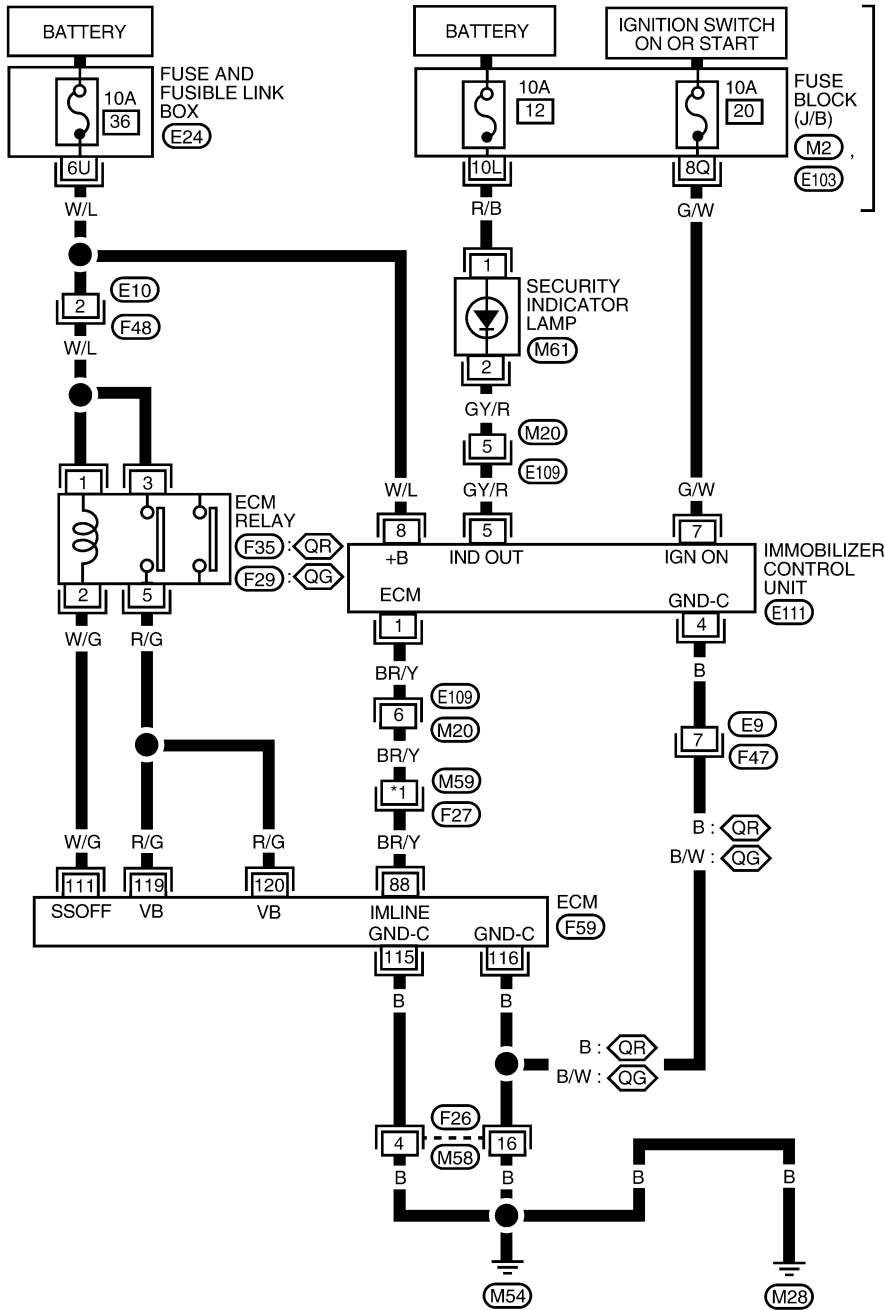 BATTERY
BATTERY
IGNITION SWITCH
ON OR START
10A
36
FUSE AND
FUSIBLE LINK
BOX
E24
10A
12
10A
20
FUSE
BLOCK
(J/B)
M2 ,
E103
6U
10L
8Q
W/L
R/B
G/W
2
E10
F48
W/L
1
SECURITY
INDICATOR
LAMP
M61
2
GY/R
5
M20
E109
W/L
GY/R
G/W
1
3
ECM
RELAY
F35 : QR
F29 : QG
2
5
8
5
7
+B
IND OUT
IGN ON
ECM
GND-C
IMMOBILIZER
CONTROL
UNIT
E111
1
4
W/G
R/G
BR/Y
B
6
E109
M20
7
E9
F47
BR/Y
*1
M59
F27
B : QR
B/W : QG
W/G
R/G
R/G
BR/Y
111
119
120
88
SSOFF
VB
VB
IMLINE
GND-C
GND-C
ECM
F59
115
116
B
B
B : QR
B/W : QG
4
F26
M58
16
B
B
B
B
M54
M28